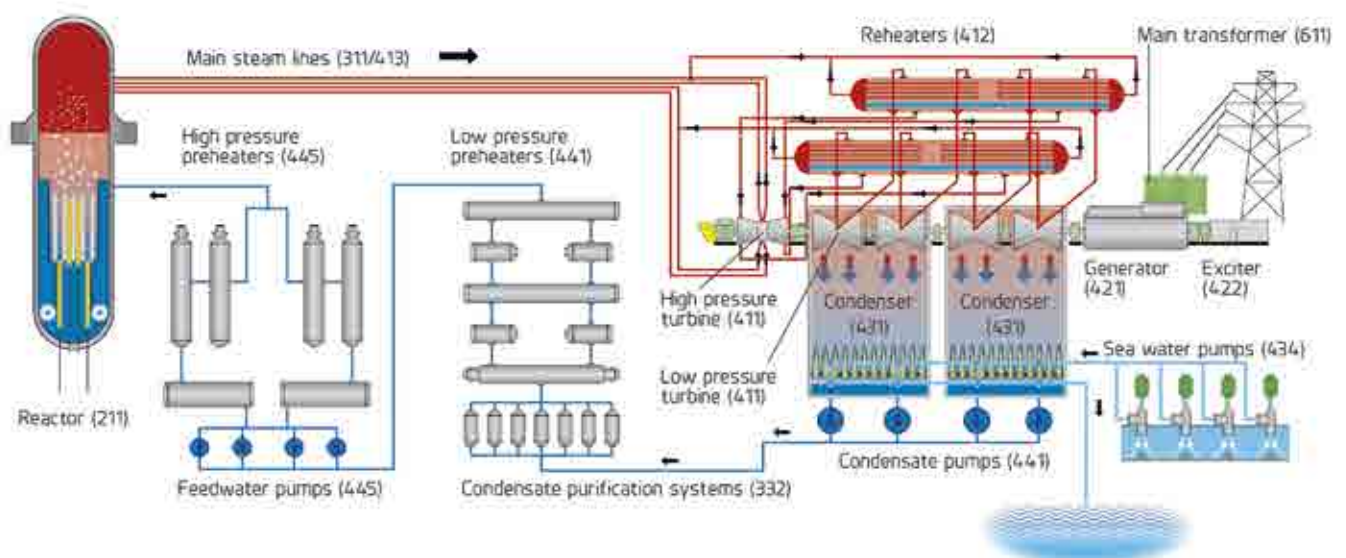 Main steam lines (311/413)
Reheaters (412)
Main transformer (611)
High pressure
preheaters (445)
Low pressure
preheaters (441)
High pressure
turbine (411)
Condenser
(431)
Condenser
(431)
Generator
(421)
Exciter
(422)
Low pressure
turbine (411)
Sea water pumps (434)
Reactor (211)
Feedwater pumps (445)
Condensate purification systems (332)
Condensate pumps (441)